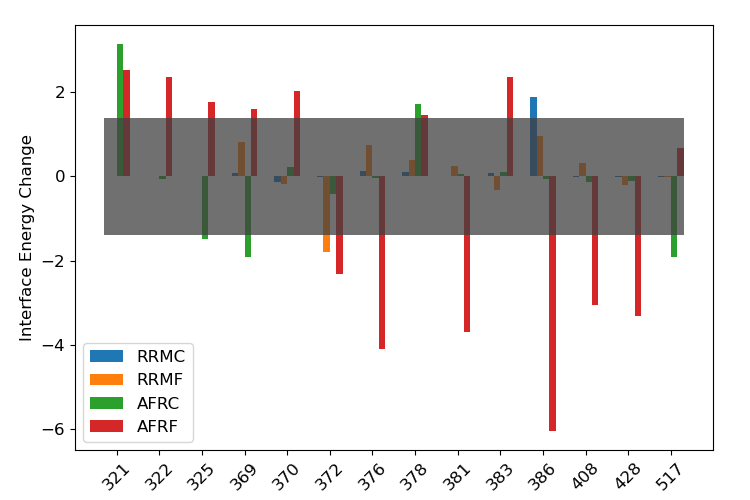 Interface Energy Change
2
0
−2
−4
−6
RRMC
RRMF
AFRC
AFRF
321 322 325 369 370 372 376 378 381 383 386 408 428 517